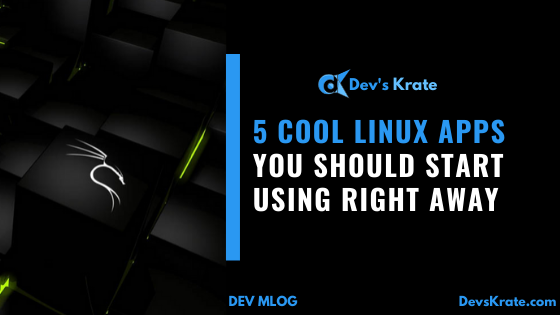 Dev's Krate
5 COOL LINUX APPS
YOU SHOULD START
USING RIGHT AWAY
DEV MLOG
DevsKrate.com